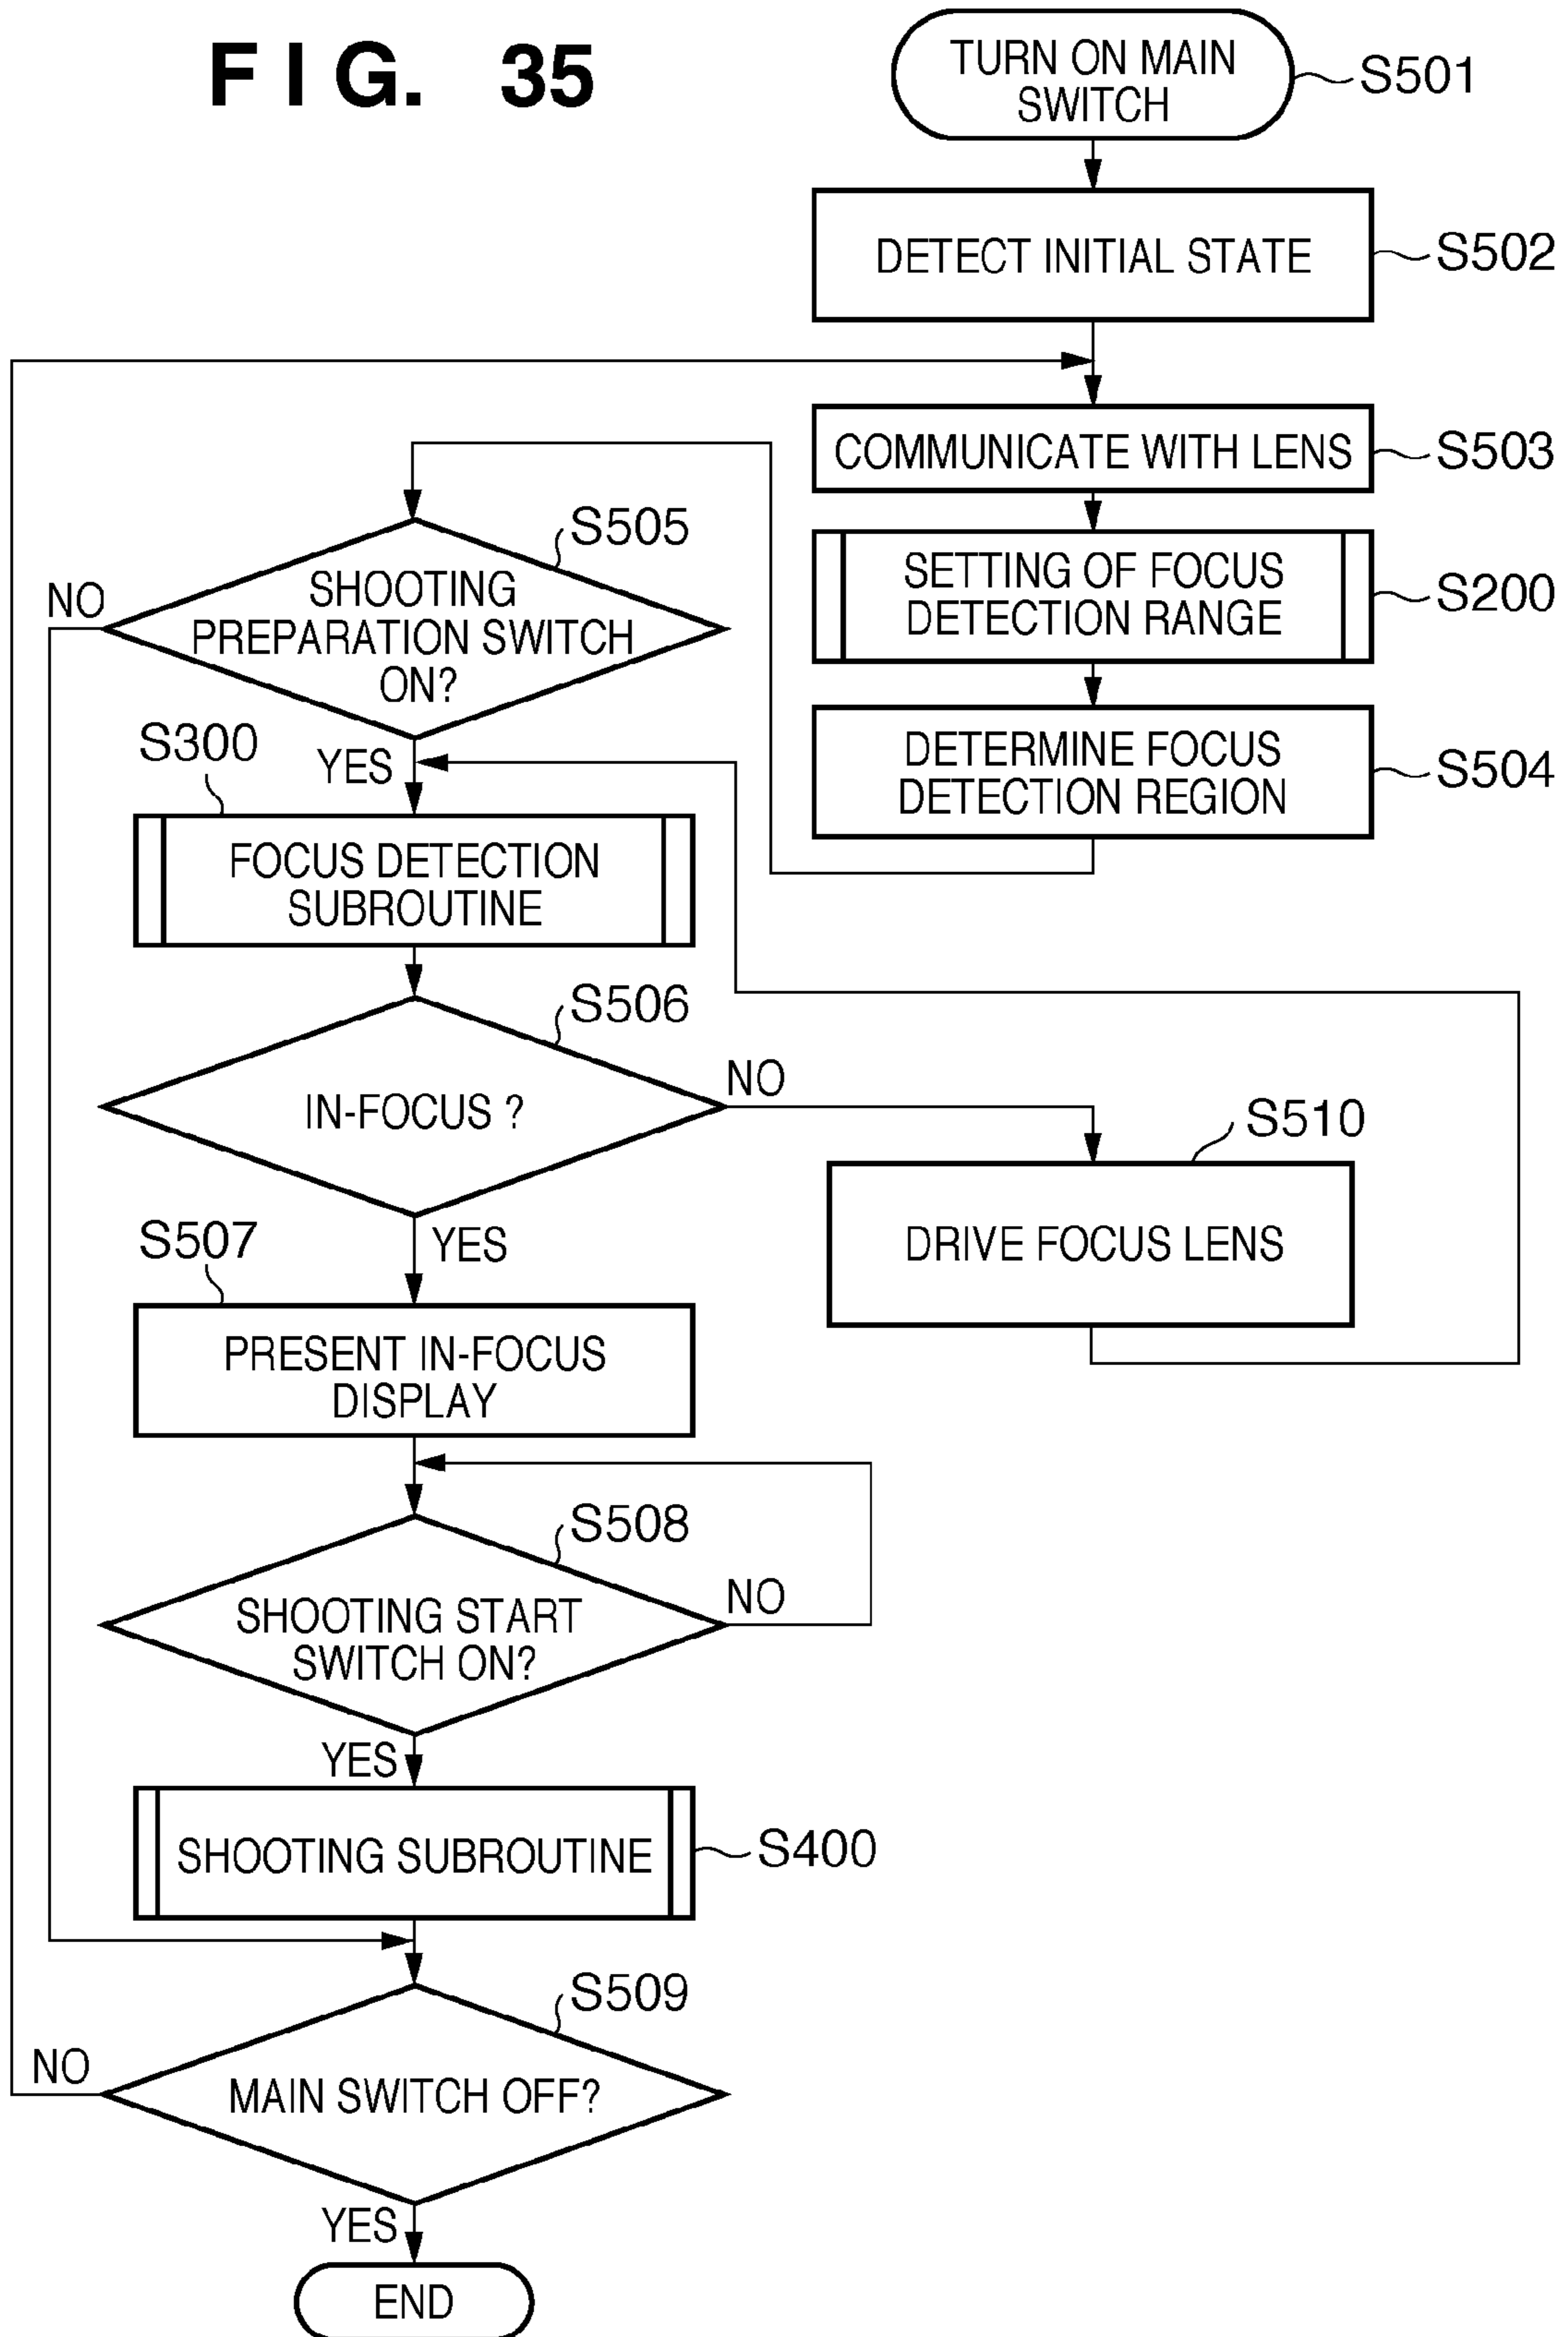 FIG. 35
TURN ON MAIN
SWITCH
S501
DETECT INITIAL STATE
S502
COMMUNICATE WITH LENS
S503
SETTING OF FOCUS
DETECTION RANGE
S200
DETERMINE FOCUS
DETECTION REGION
S504
S505
SHOOTING
PREPARATION SWITCH
ON?
NO
YES
S300
FOCUS DETECTION
SUBROUTINE
S506
IN-FOCUS ?
NO
YES
S510
DRIVE FOCUS LENS
S507
PRESENT IN-FOCUS
DISPLAY
S508
SHOOTING START
SWITCH ON?
NO
YES
SHOOTING SUBROUTINE
S400
S509
MAIN SWITCH OFF?
NO
YES
END